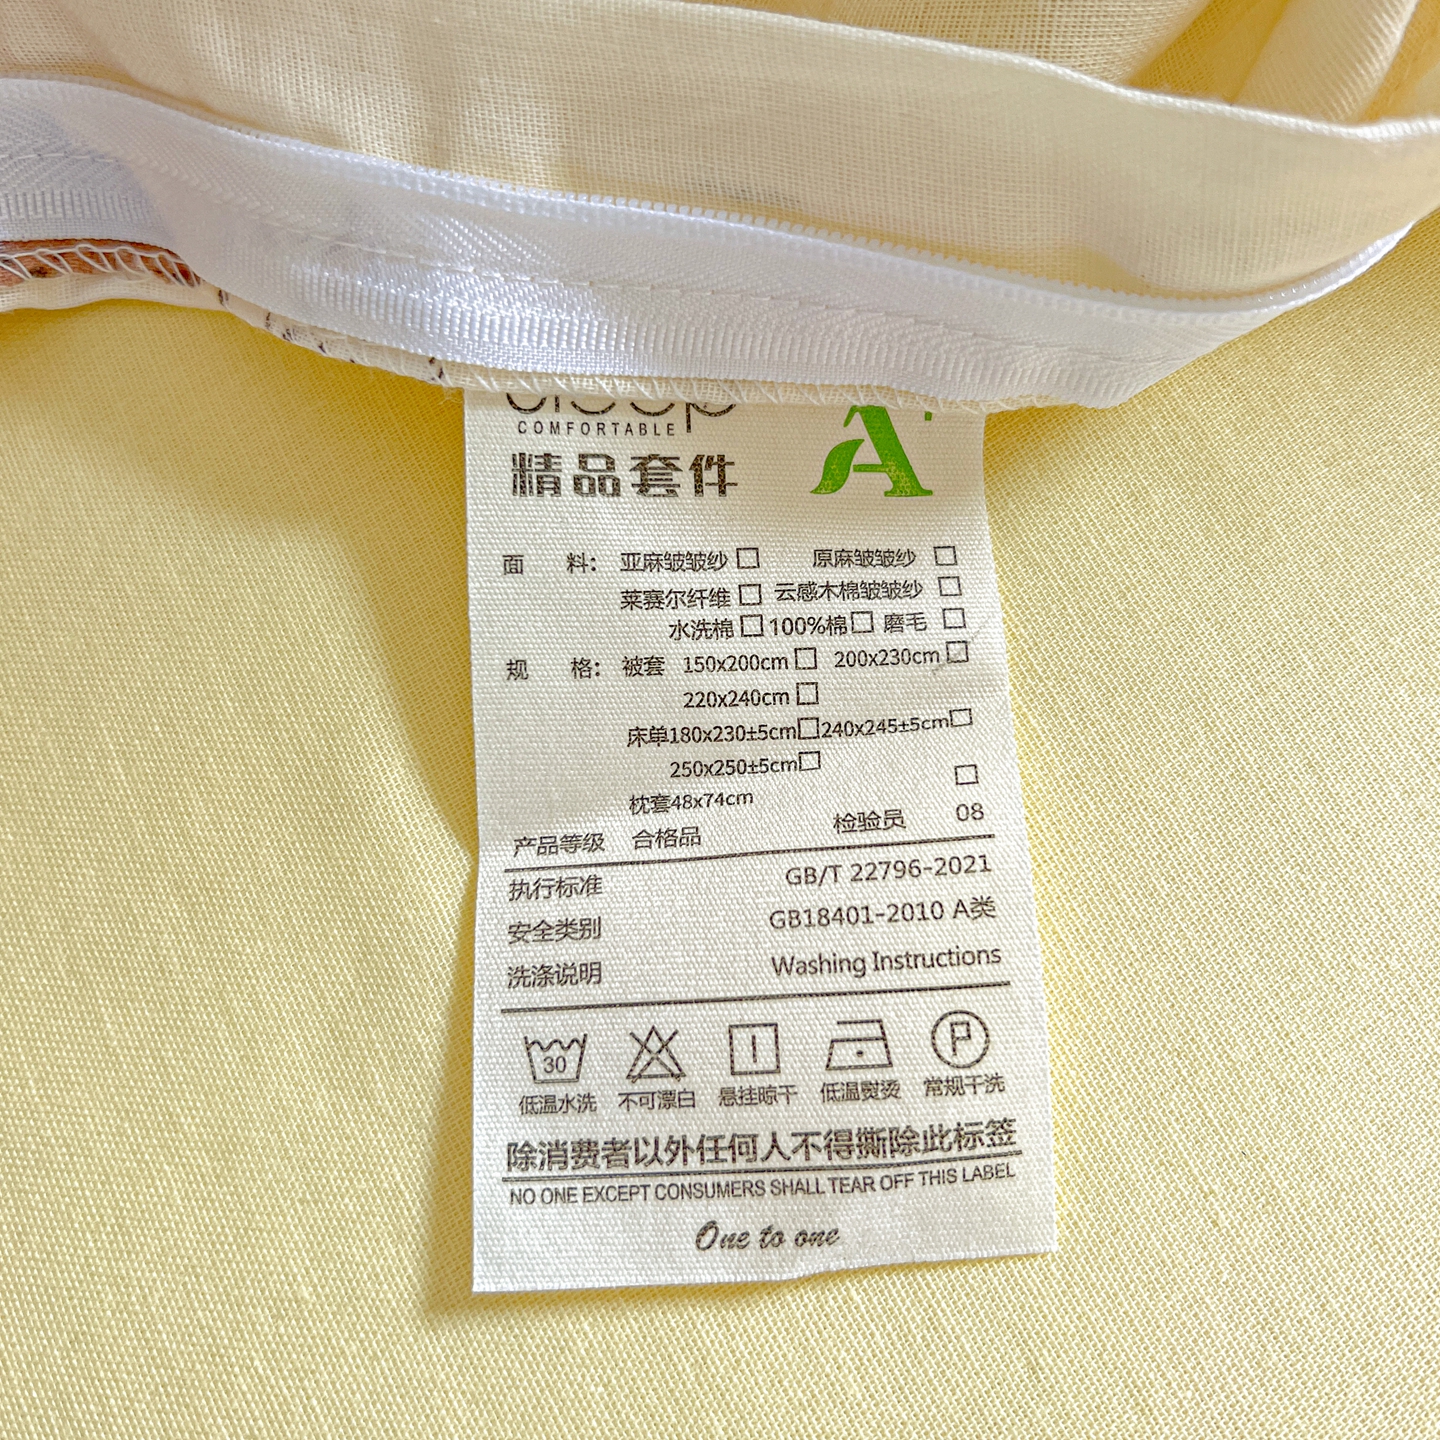 sleep
COMFORTABLE
精品套件
A
面 料： 亚麻皱皱纱□ 原麻皱皱纱□
莱赛尔纤维□ 云感木棉皱皱纱□
水洗棉□100%棉□ 磨毛□
规 格： 被套 150x200cm□ 200x230cm□
220x240cm□
床单180x230±5cm□240x245±5cm□
250x250±5cm□
枕套48x74cm □
产品等级 合格品 检验员 08
执行标准 GB/T 22796-2021
安全类别 GB18401-2010 A类
洗涤说明 Washing Instructions
30 P
低温水洗 不可漂白 悬挂晾干 低温熨烫 常规干洗
除消费者以外任何人不得撕除此标签
NO ONE EXCEPT CONSUMERS SHALL TEAR OFF THIS LABEL
One to one